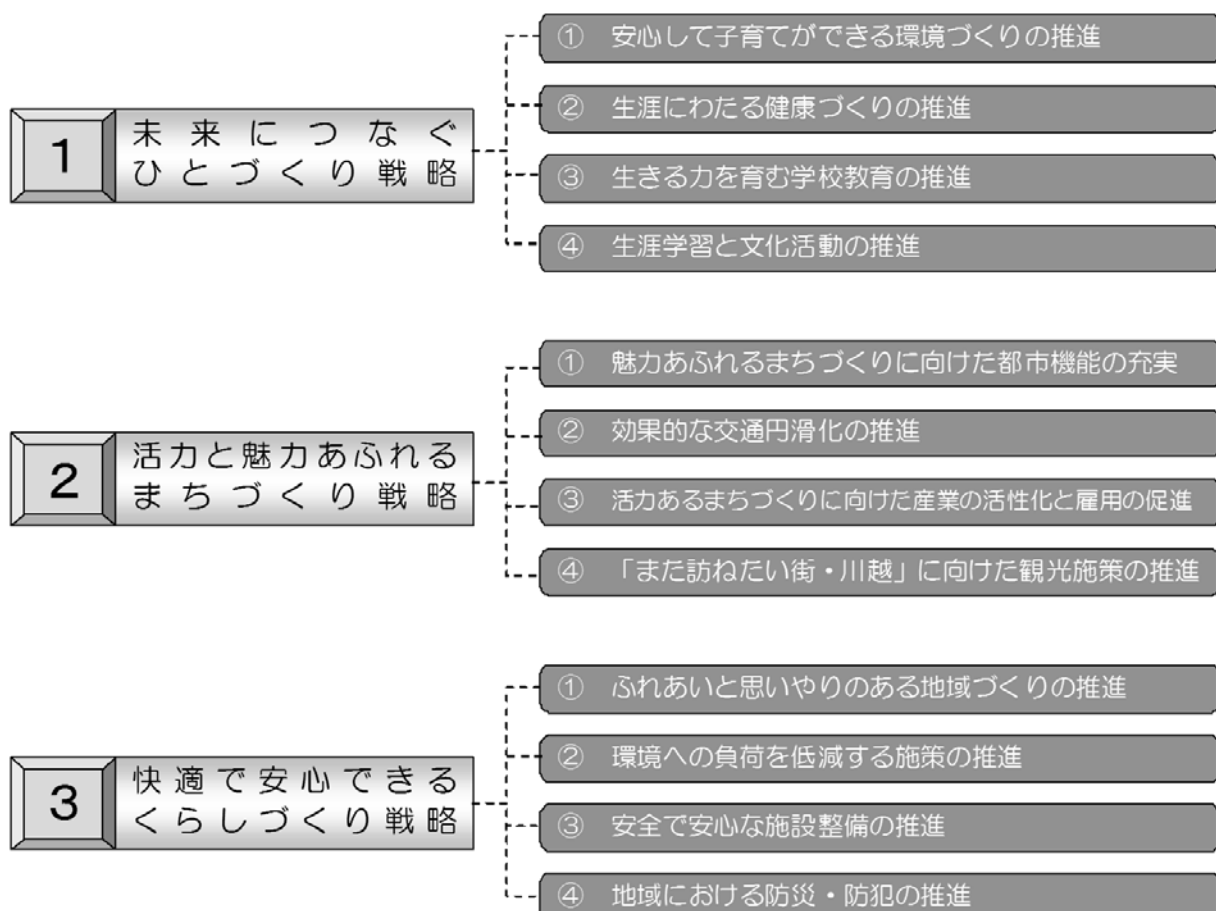 1
未来につなぐ
ひとづくり戦略
① 安心して子育てができる環境づくりの推進
② 生涯にわたる健康づくりの推進
③ 生きる力を育む学校教育の推進
④ 生涯学習と文化活動の推進
2
活力と魅力あふれる
まちづくり戦略
① 魅力あふれるまちづくりに向けた都市機能の充実
② 効果的な交通円滑化の推進
③ 活力あるまちづくりに向けた産業の活性化と雇用の促進
④ 「また訪ねたい街・川越」に向けた観光施策の推進
3
快適で安心できる
くらしづくり戦略
① ふれあいと思いやりのある地域づくりの推進
② 環境への負荷を低減する施策の推進
③ 安全で安心な施設整備の推進
④ 地域における防災・防犯の推進